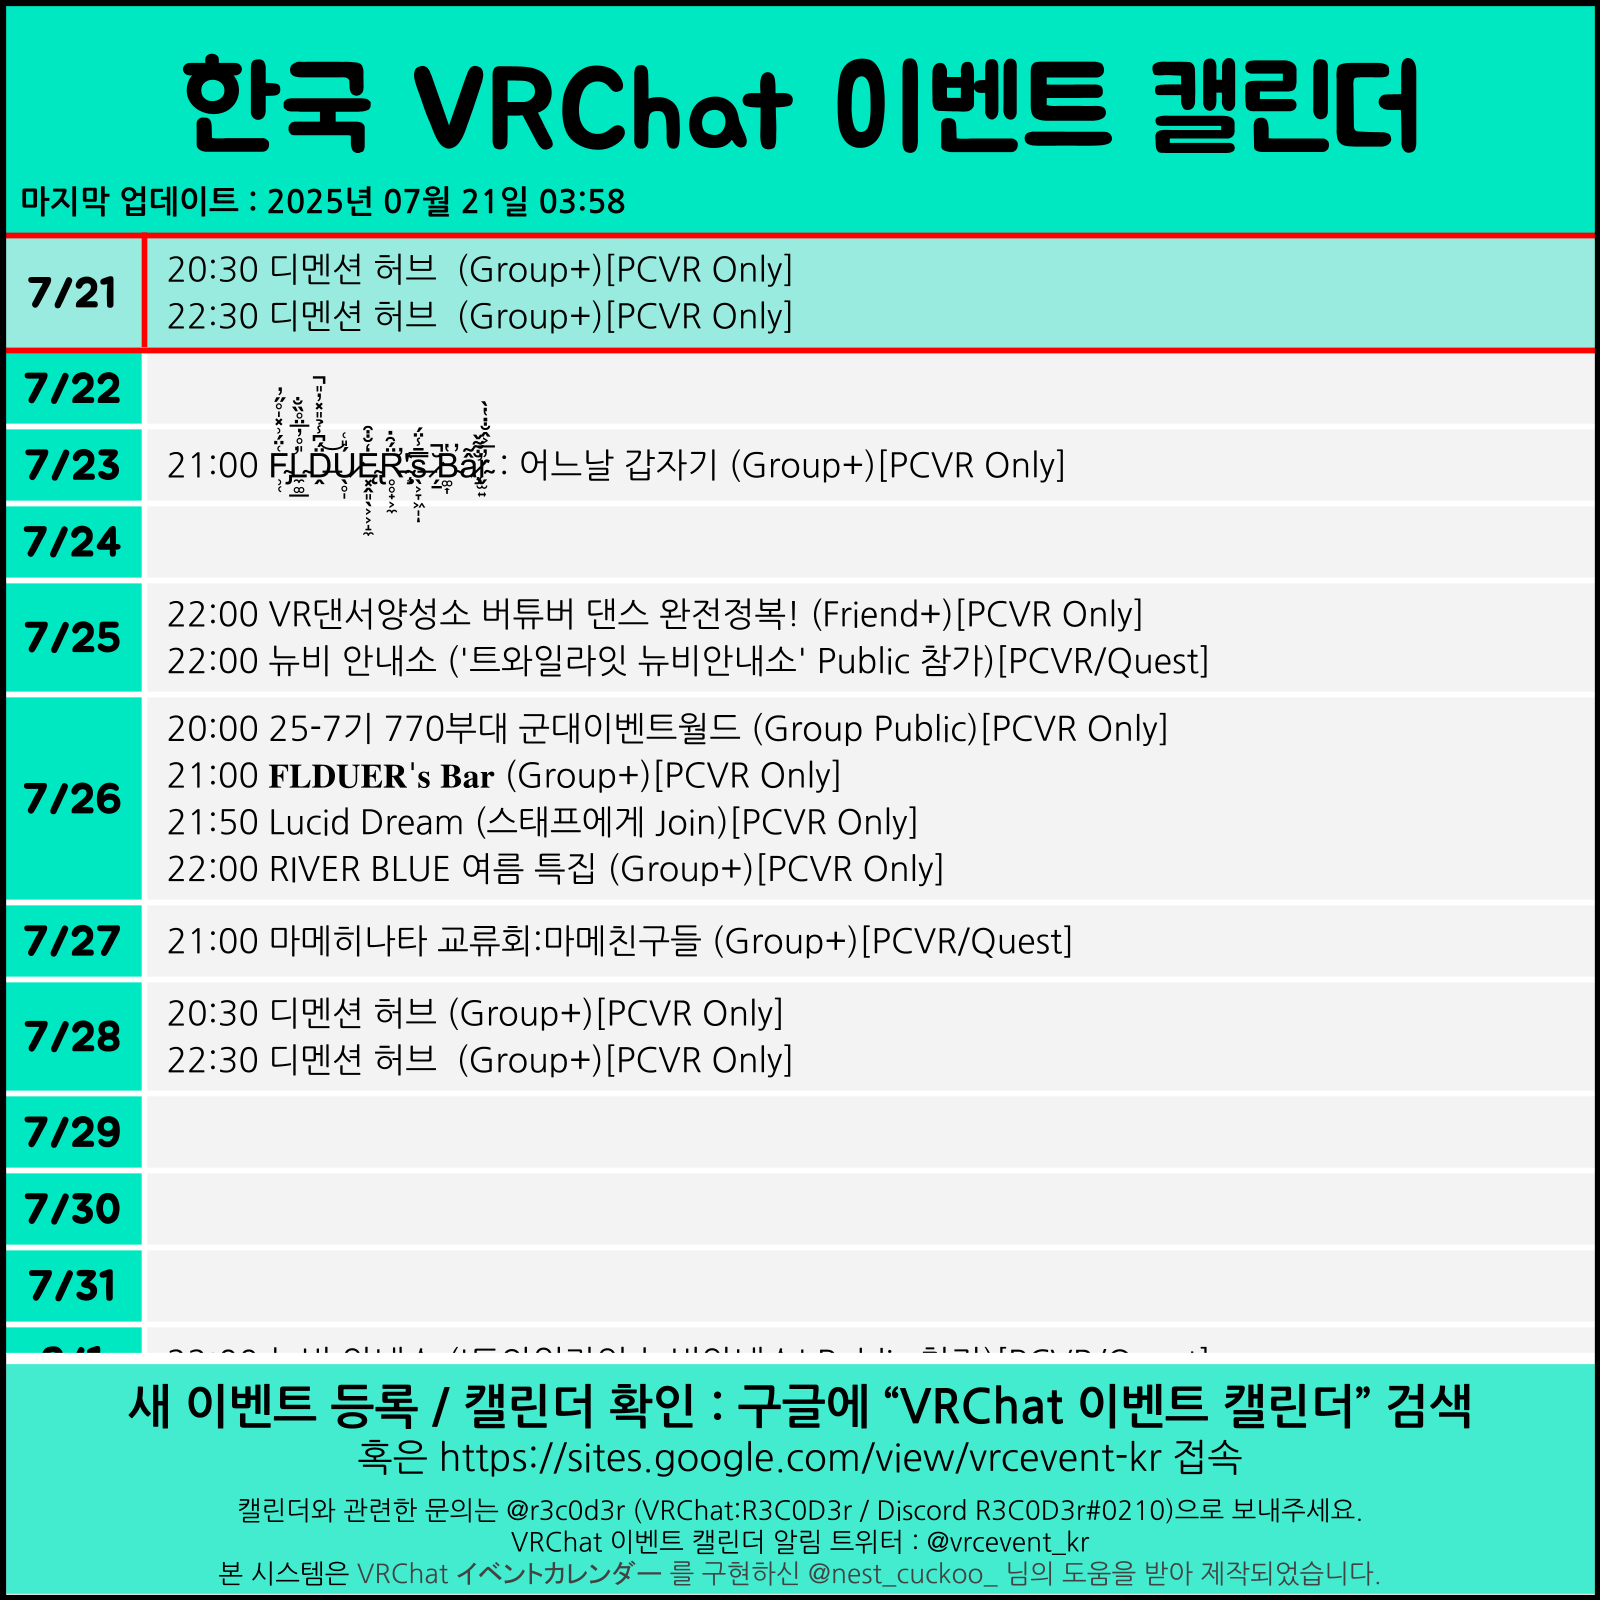 한국 VRChat 이벤트 캘린더
마지막 업데이트 : 2025년 07월 21일 03:58
7/21
20:30 디멘션 허브 (Group+)[PCVR Only]
22:30 디멘션 허브 (Group+)[PCVR Only]
7/22
7/23
21:00 FLDUER's Bar : 어느날 갑자기 (Group+)[PCVR Only]
7/24
7/25
22:00 VR댄서양성소 버튜버 댄스 완전정복! (Friend+)[PCVR Only]
22:00 뉴비 안내소 ('트와일라잇 뉴비안내소' Public 참가)[PCVR/Quest]
7/26
20:00 25-7기 770부대 군대이벤트월드 (Group Public)[PCVR Only]
21:00 FLDUER's Bar (Group+)[PCVR Only]
21:50 Lucid Dream (스태프에게 Join)[PCVR Only]
22:00 RIVER BLUE 여름 특집 (Group+)[PCVR Only]
7/27
21:00 마메히나타 교류회:마메친구들 (Group+)[PCVR/Quest]
7/28
20:30 디멘션 허브 (Group+)[PCVR Only]
22:30 디멘션 허브 (Group+)[PCVR Only]
7/29
7/30
7/31
새 이벤트 등록 / 캘린더 확인 : 구글에 “VRChat 이벤트 캘린더” 검색
혹은 https://sites.google.com/view/vrcevent-kr 접속
캘린더와 관련한 문의는 @r3c0d3r (VRChat:R3C0D3r / Discord R3C0D3r#0210)으로 보내주세요.
VRChat 이벤트 캘린더 알림 트위터 : @vrcevent_kr
본 시스템은 VRChat イベントカレンダー 를 구현하신 @nest_cuckoo_ 님의 도움을 받아 제작되었습니다.